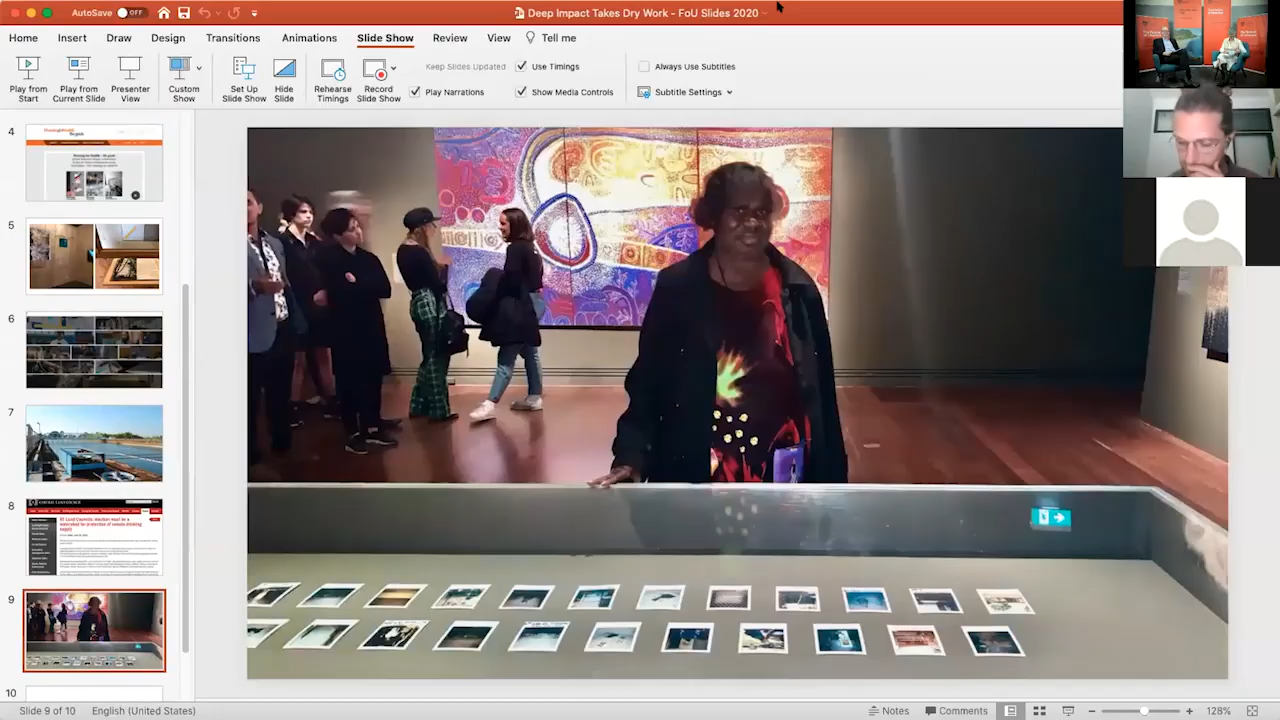 AutoSave OFF
Deep Impact Takes Dry Work - FoU Slides 2020
Home Insert Draw Design Transitions Animations Slide Show Review View Tell me
Play from Start
Play from Current Slide
Presenter View
Custom Show
Set Up Slide Show
Hide Slide
Rehearse Timings
Record Slide Show
Keep Slides Updated
Use Timings
Play Narrations
Show Media Controls
Always Use Subtitles
Subtitle Settings
4
5
6
7
8
9
10
Slide 9 of 10
English (United States)
Notes
Comments
128%